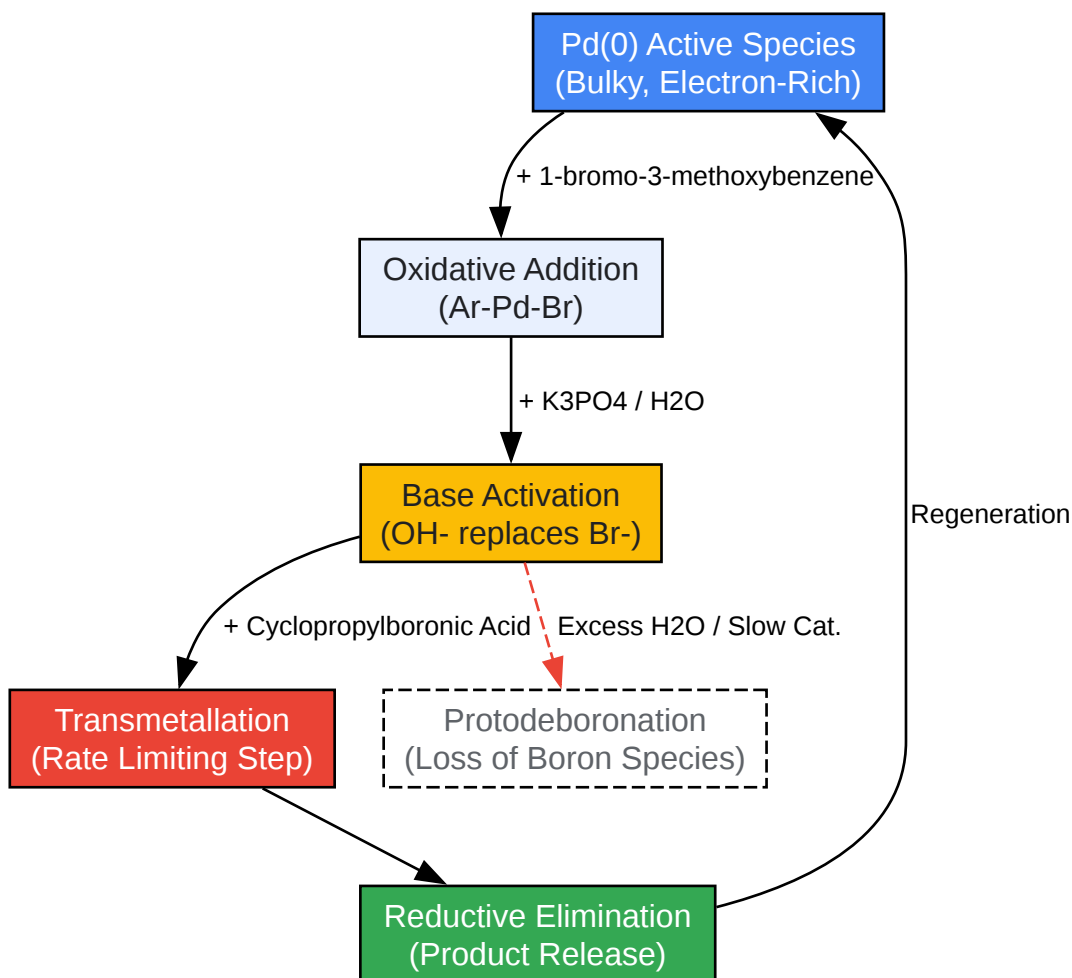 Pd(0) Active Species
(Bulky, Electron-Rich)
+ 1-bromo-3-methoxybenzene
Oxidative Addition
(Ar-Pd-Br)
+ K3PO4 / H2O
Base Activation
(OH- replaces Br-)
Regeneration
+ Cyclopropylboronic Acid
Excess H2O / Slow Cat.
Transmetallation
(Rate Limiting Step)
Protodeboronation
(Loss of Boron Species)
Reductive Elimination
(Product Release)